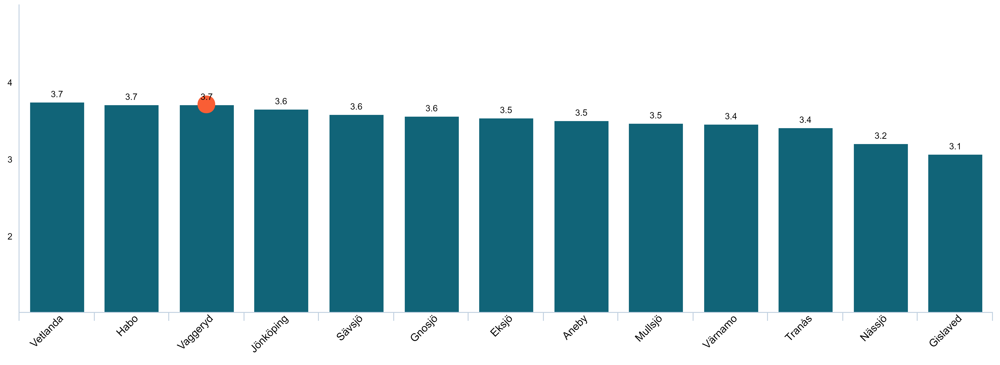 4
3
2
3.7
3.7
3.7
3.6
3.6
3.6
3.5
3.5
3.5
3.4
3.4
3.2
3.1
Vetlanda
Habo
Vaggeryd
Jönköping
Sävsjö
Gnosjö
Eksjö
Aneby
Mullsjö
Värnamo
Tranås
Nässjö
Gislaved